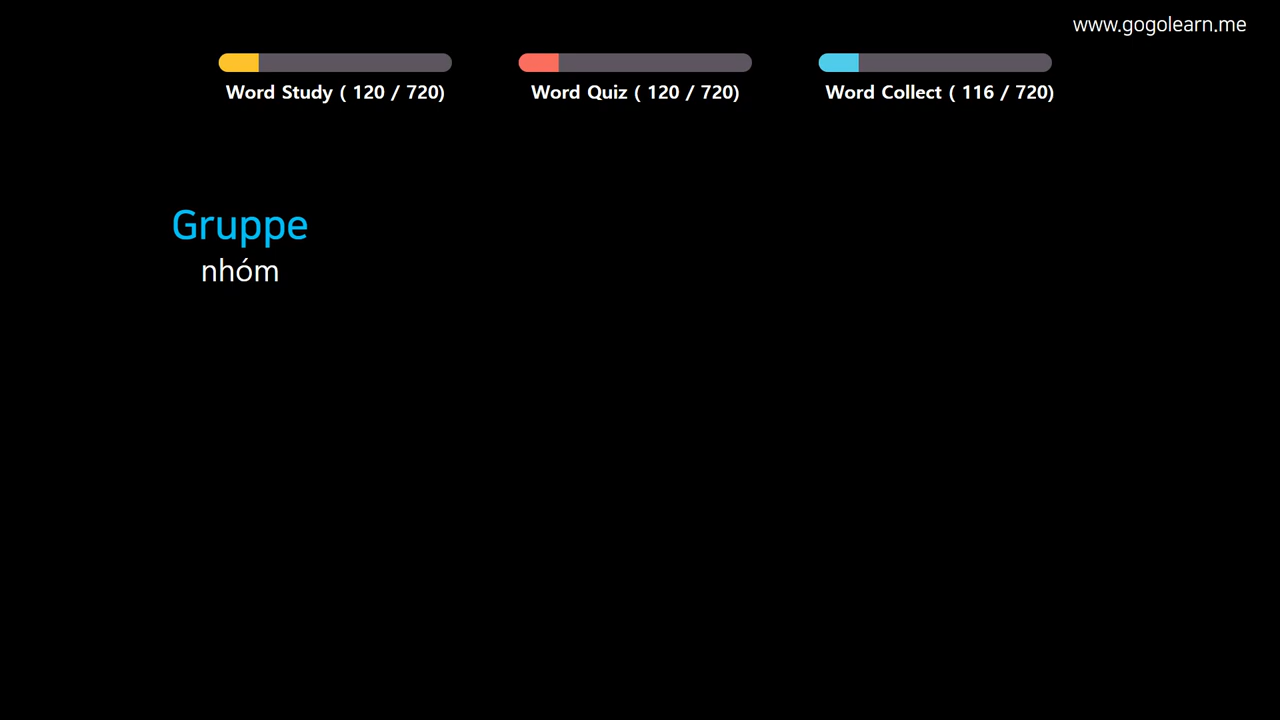 www.gogolearn.me
Word Study ( 120 / 720)
Word Quiz ( 120 / 720)
Word Collect ( 116 / 720)
Gruppe
nhóm